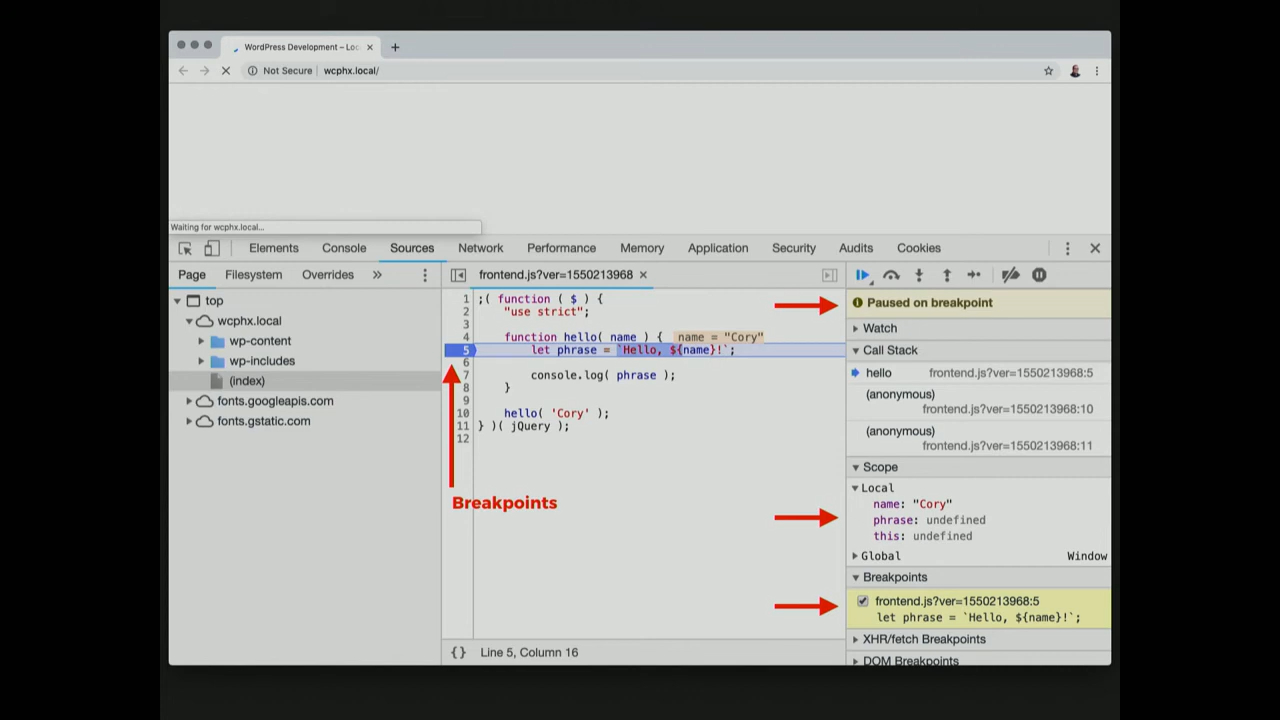 WordPress Development – Loc
Not Secure
wcphx.local/
Waiting for wcphx.local...
Elements Console Sources Network Performance Memory Application Security Audits Cookies
Page Filesystem Overrides »
frontend.js?ver=1550213968
top
wcphx.local
wp-content
wp-includes
(index)
fonts.googleapis.com
fonts.gstatic.com
1 ;( function ( $ ) {
2 "use strict";
3
4 function hello( name ) { name = "Cory"
5 let phrase = `Hello, ${name}!`;
6
7 console.log( phrase );
8 }
9
10 hello( 'Cory' );
11 } )( jQuery );
12
Breakpoints
{} Line 5, Column 16
Paused on breakpoint
Watch
Call Stack
hello frontend.js?ver=1550213968:5
(anonymous)
frontend.js?ver=1550213968:10
(anonymous)
frontend.js?ver=1550213968:11
Scope
Local
name: "Cory"
phrase: undefined
this: undefined
Global Window
Breakpoints
frontend.js?ver=1550213968:5
let phrase = `Hello, ${name}!`;
XHR/fetch Breakpoints
DOM Breakpoints